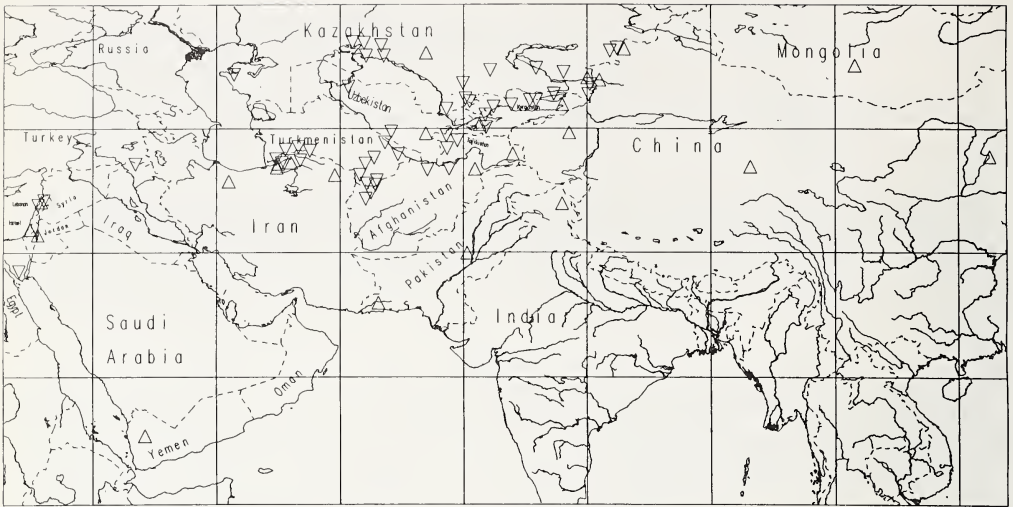 Kazakhstan
Russia
Mongolia
Uzbekistan
Turkey
Turkmenistan
China
Lebanon
Syria
Israel
Jordan
Iraq
Iran
Afghanistan
Pakistan
Egypt
India
Saudi
Arabia
Oman
Yemen